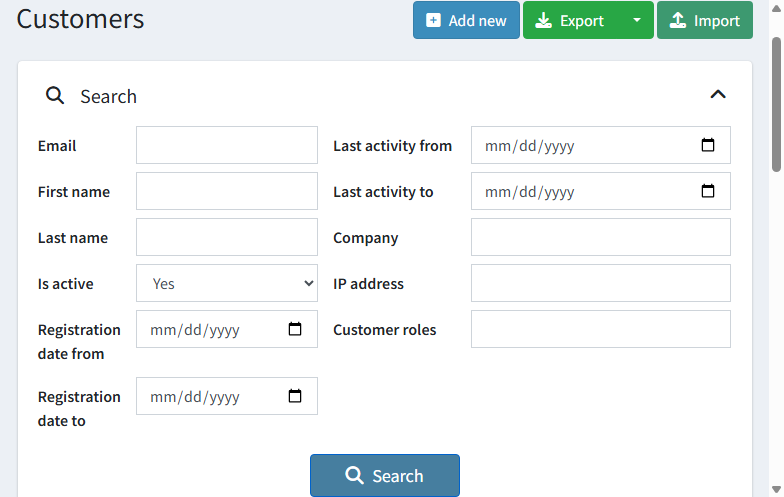 Customers
Add new
Export
Import
Search
Email
Last activity from
mm/dd/yyyy
First name
Last activity to
mm/dd/yyyy
Last name
Company
Is active
Yes
IP address
Registration
date from
mm/dd/yyyy
Customer roles
Registration
date to
mm/dd/yyyy
Search